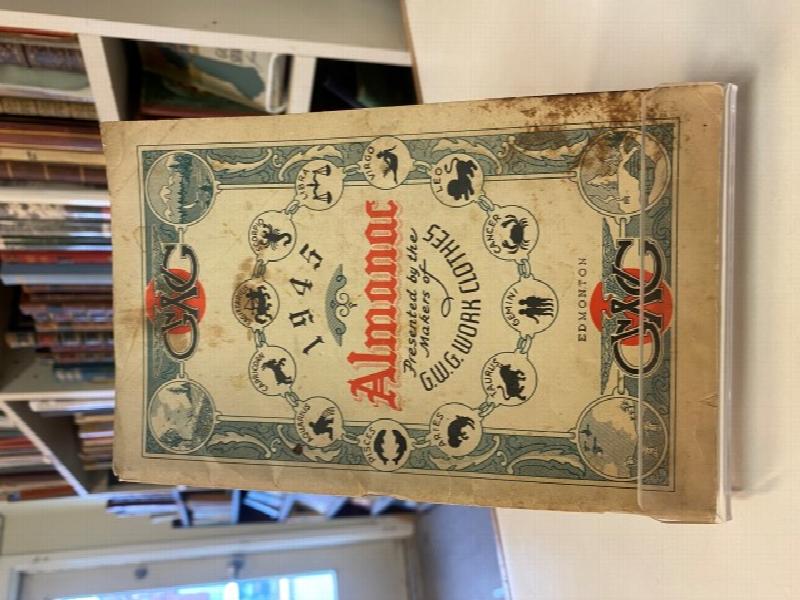 GWG
1945
Almanac
Presented by the
Makers of
G.W.G. WORK CLOTHES
LIBRA
VIRGO
LEO
CANCER
GEMINI
TAURUS
ARIES
PISCES
AQUARIUS
CAPRICORN
SCORPIO
EDMONTON
GWG